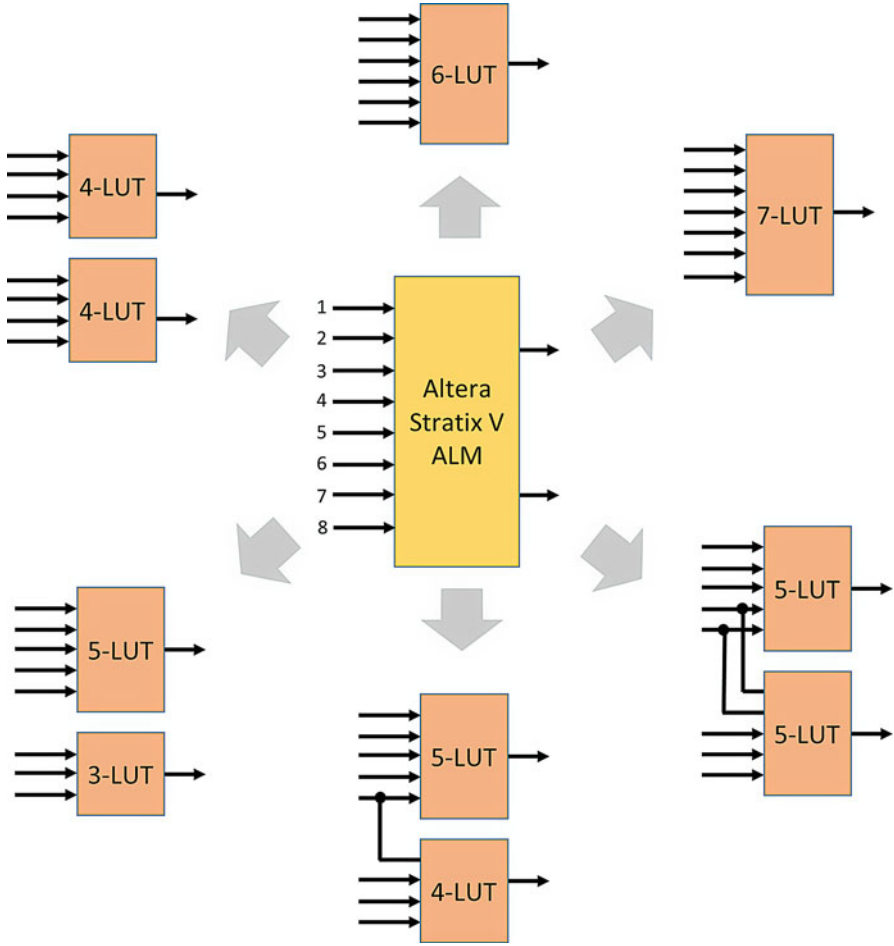 6-LUT
4-LUT
4-LUT
7-LUT
1
2
3
4
5
6
7
8
Altera
Stratix V
ALM
5-LUT
3-LUT
5-LUT
4-LUT
5-LUT
5-LUT